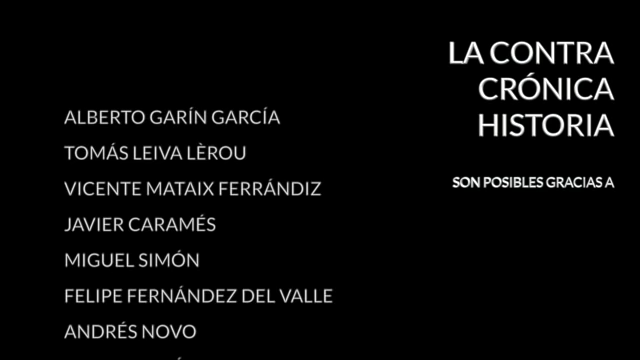 LA CONTRA
CRÓNICA
HISTORIA
SON POSIBLES GRACIAS A
ALBERTO GARÍN GARCÍA
TOMÁS LEIVA LÈROU
VICENTE MATAIX FERRÁNDIZ
JAVIER CARAMÉS
MIGUEL SIMÓN
FELIPE FERNÁNDEZ DEL VALLE
ANDRÉS NOVO